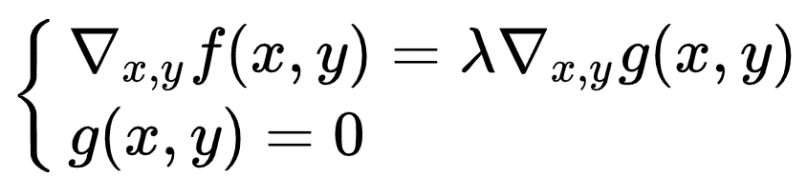 ∇x,y f(x, y) = λ∇x,y g(x, y)
g(x, y) = 0